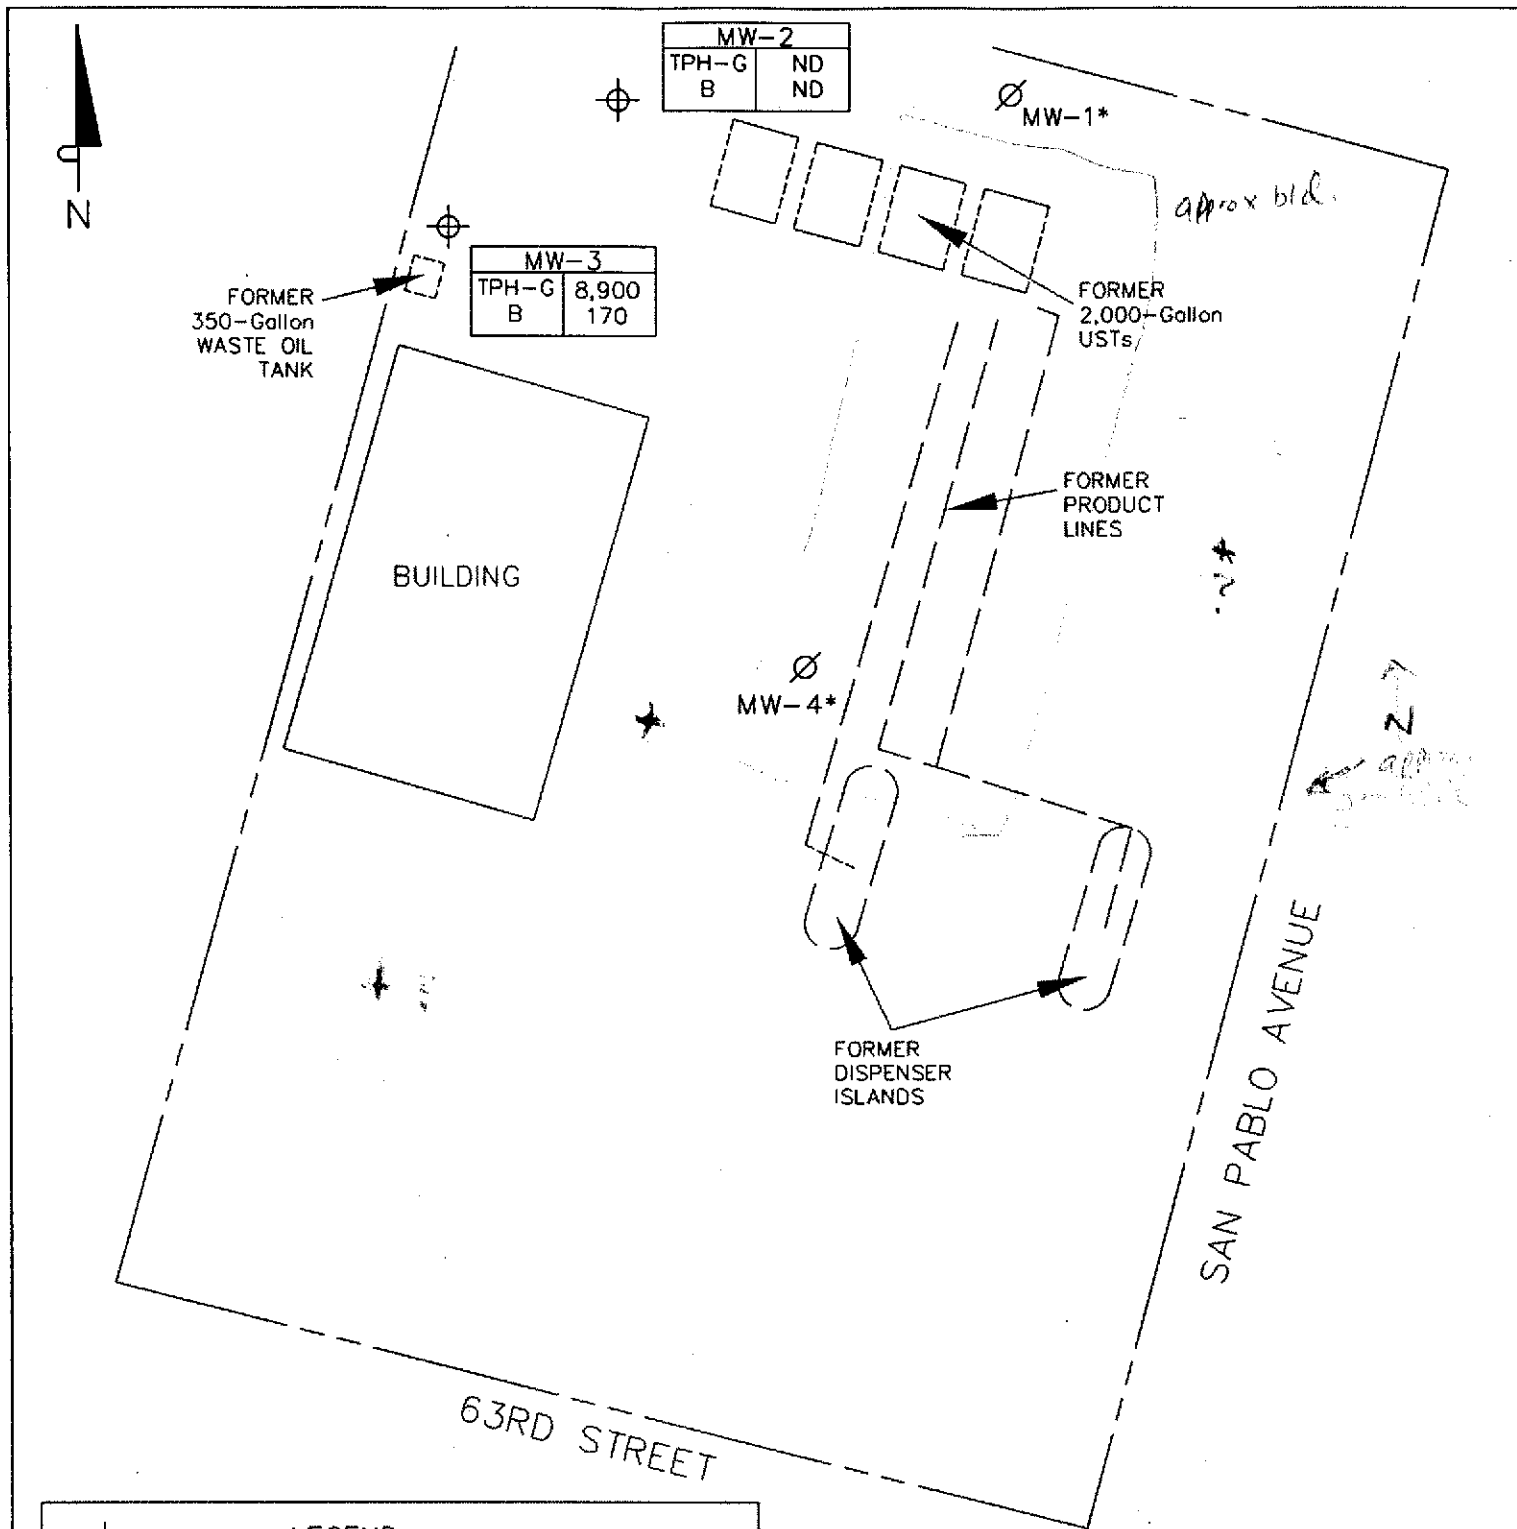 MW-2
TPH-G ND
B ND
MW-1*
approx bld.
N
MW-3
TPH-G 8,900
B 170
FORMER
350-Gallon
WASTE OIL
TANK
FORMER
2,000-Gallon
USTs
FORMER
PRODUCT
LINES
BUILDING
MW-4*
N
FORMER
DISPENSER
ISLANDS
SAN PABLO AVENUE
63RD STREET
LEGEND